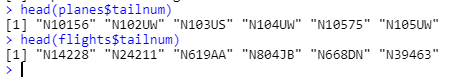 > head(planes$tailnum)
[1] "N10156" "N102UW" "N103US" "N104UW" "N10575" "N105UW"
> head(flights$tailnum)
[1] "N14228" "N24211" "N619AA" "N804JB" "N668DN" "N39463"
>